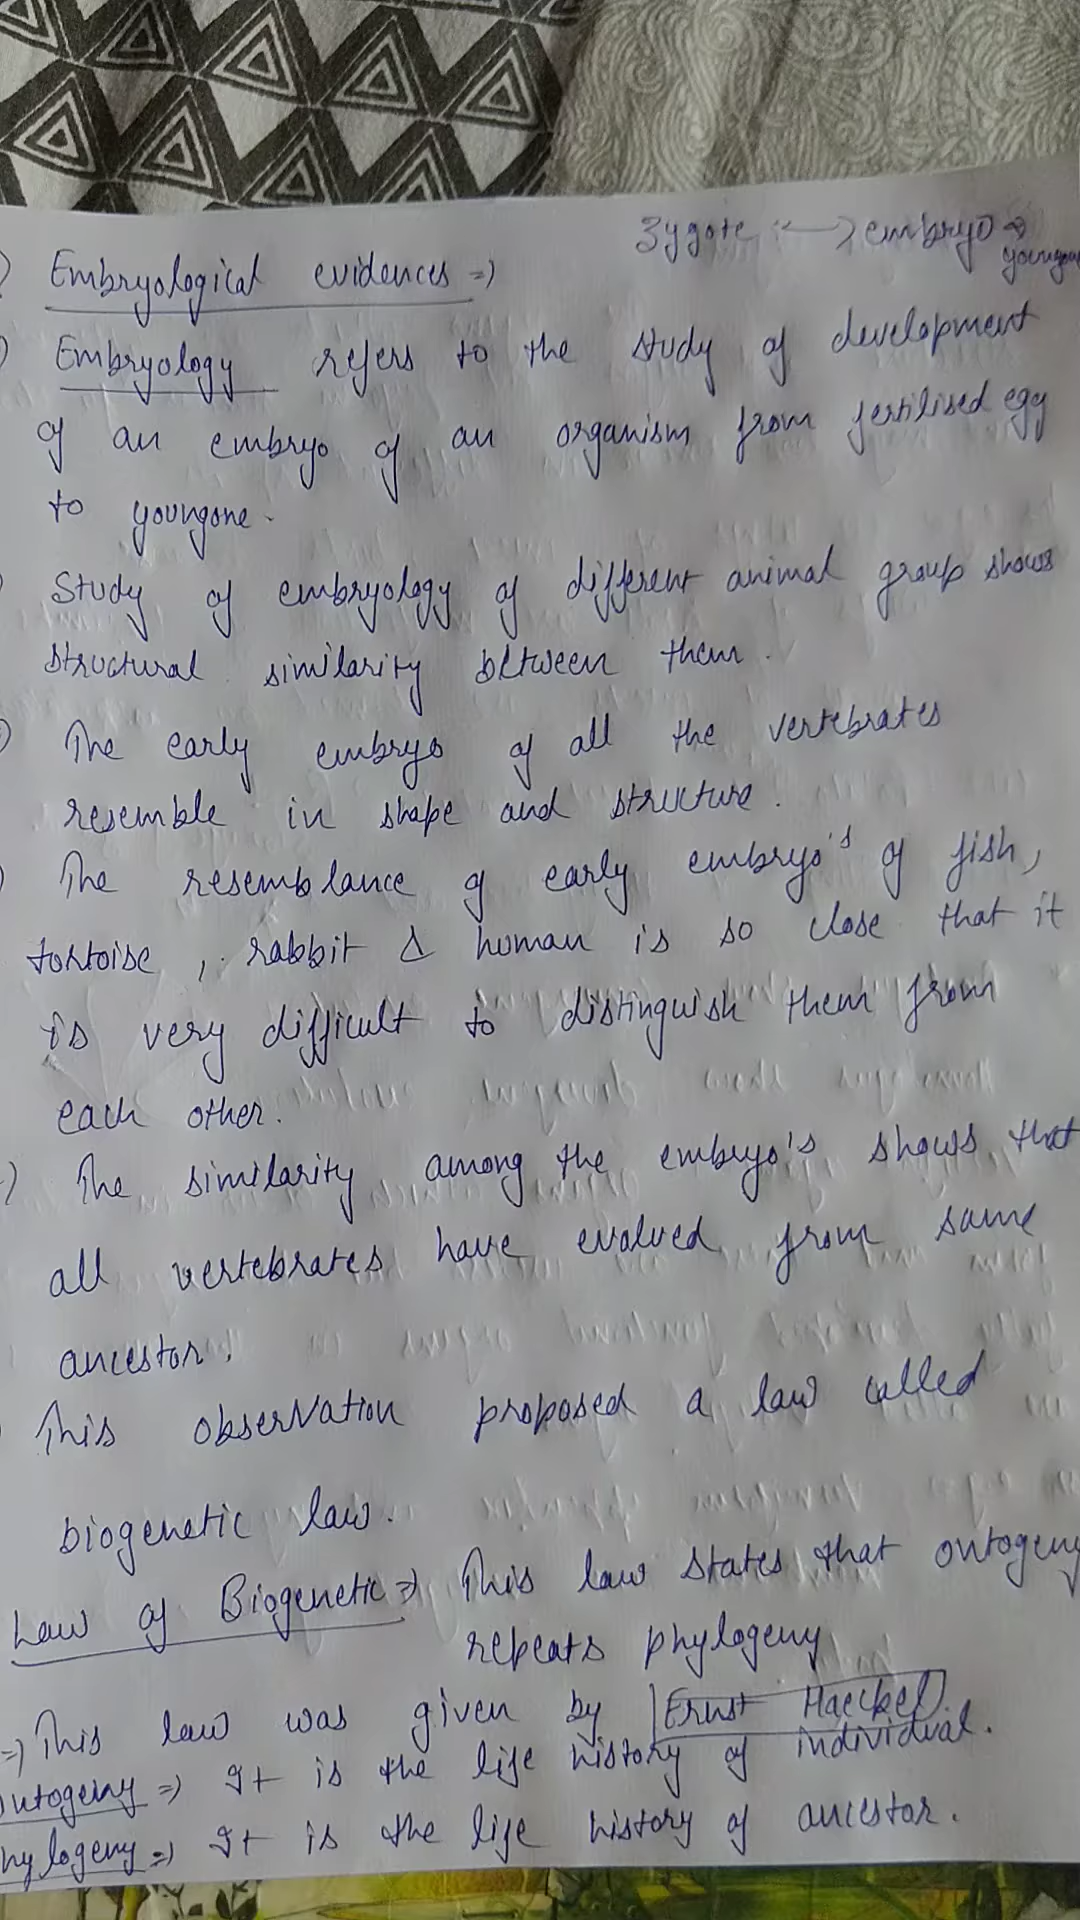 Zygote → embryo →
youngone
Embryological evidences =>
Embryology refers to the study of development
of an embryo of an organism from fertilised egg
to youngone.
Study of embryology of different animal group shows
structural similarity between them.
The early embryo of all the vertebrates
resemble in shape and structure.
The resemblance of early embryo's of fish,
tortoise, rabbit & human is so close that it
is very difficult to distinguish them from
each other.
The similarity among the embryo's shows that
all vertebrates have evolved from same
ancestor.
This observation proposed a law called
biogenetic law.
Law of Biogenetic => This law states that ontogeny
repeats phylogeny
=> This law was given by Ernst Haeckel.
ontogeny => It is the life history of individual.
hylogeny => It is the life history of ancestor.